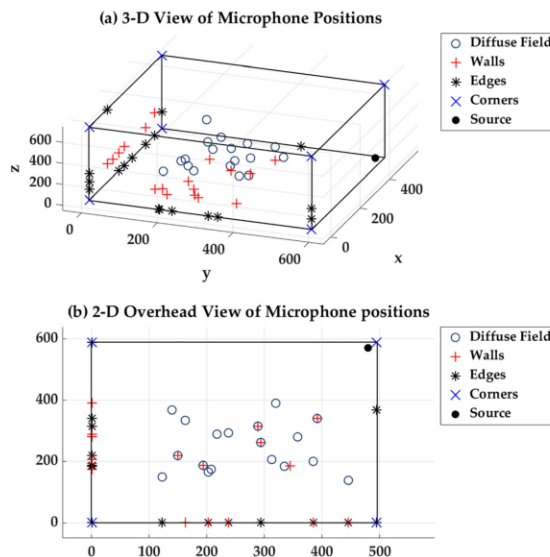 (a) 3-D View of Microphone Positions
Diffuse Field
Walls
Edges
Corners
Source
600
400
200
0
z
0
200
400
600
y
0
200
400
x
(b) 2-D Overhead View of Microphone positions
Diffuse Field
Walls
Edges
Corners
Source
600
400
200
0
0
100
200
300
400
500